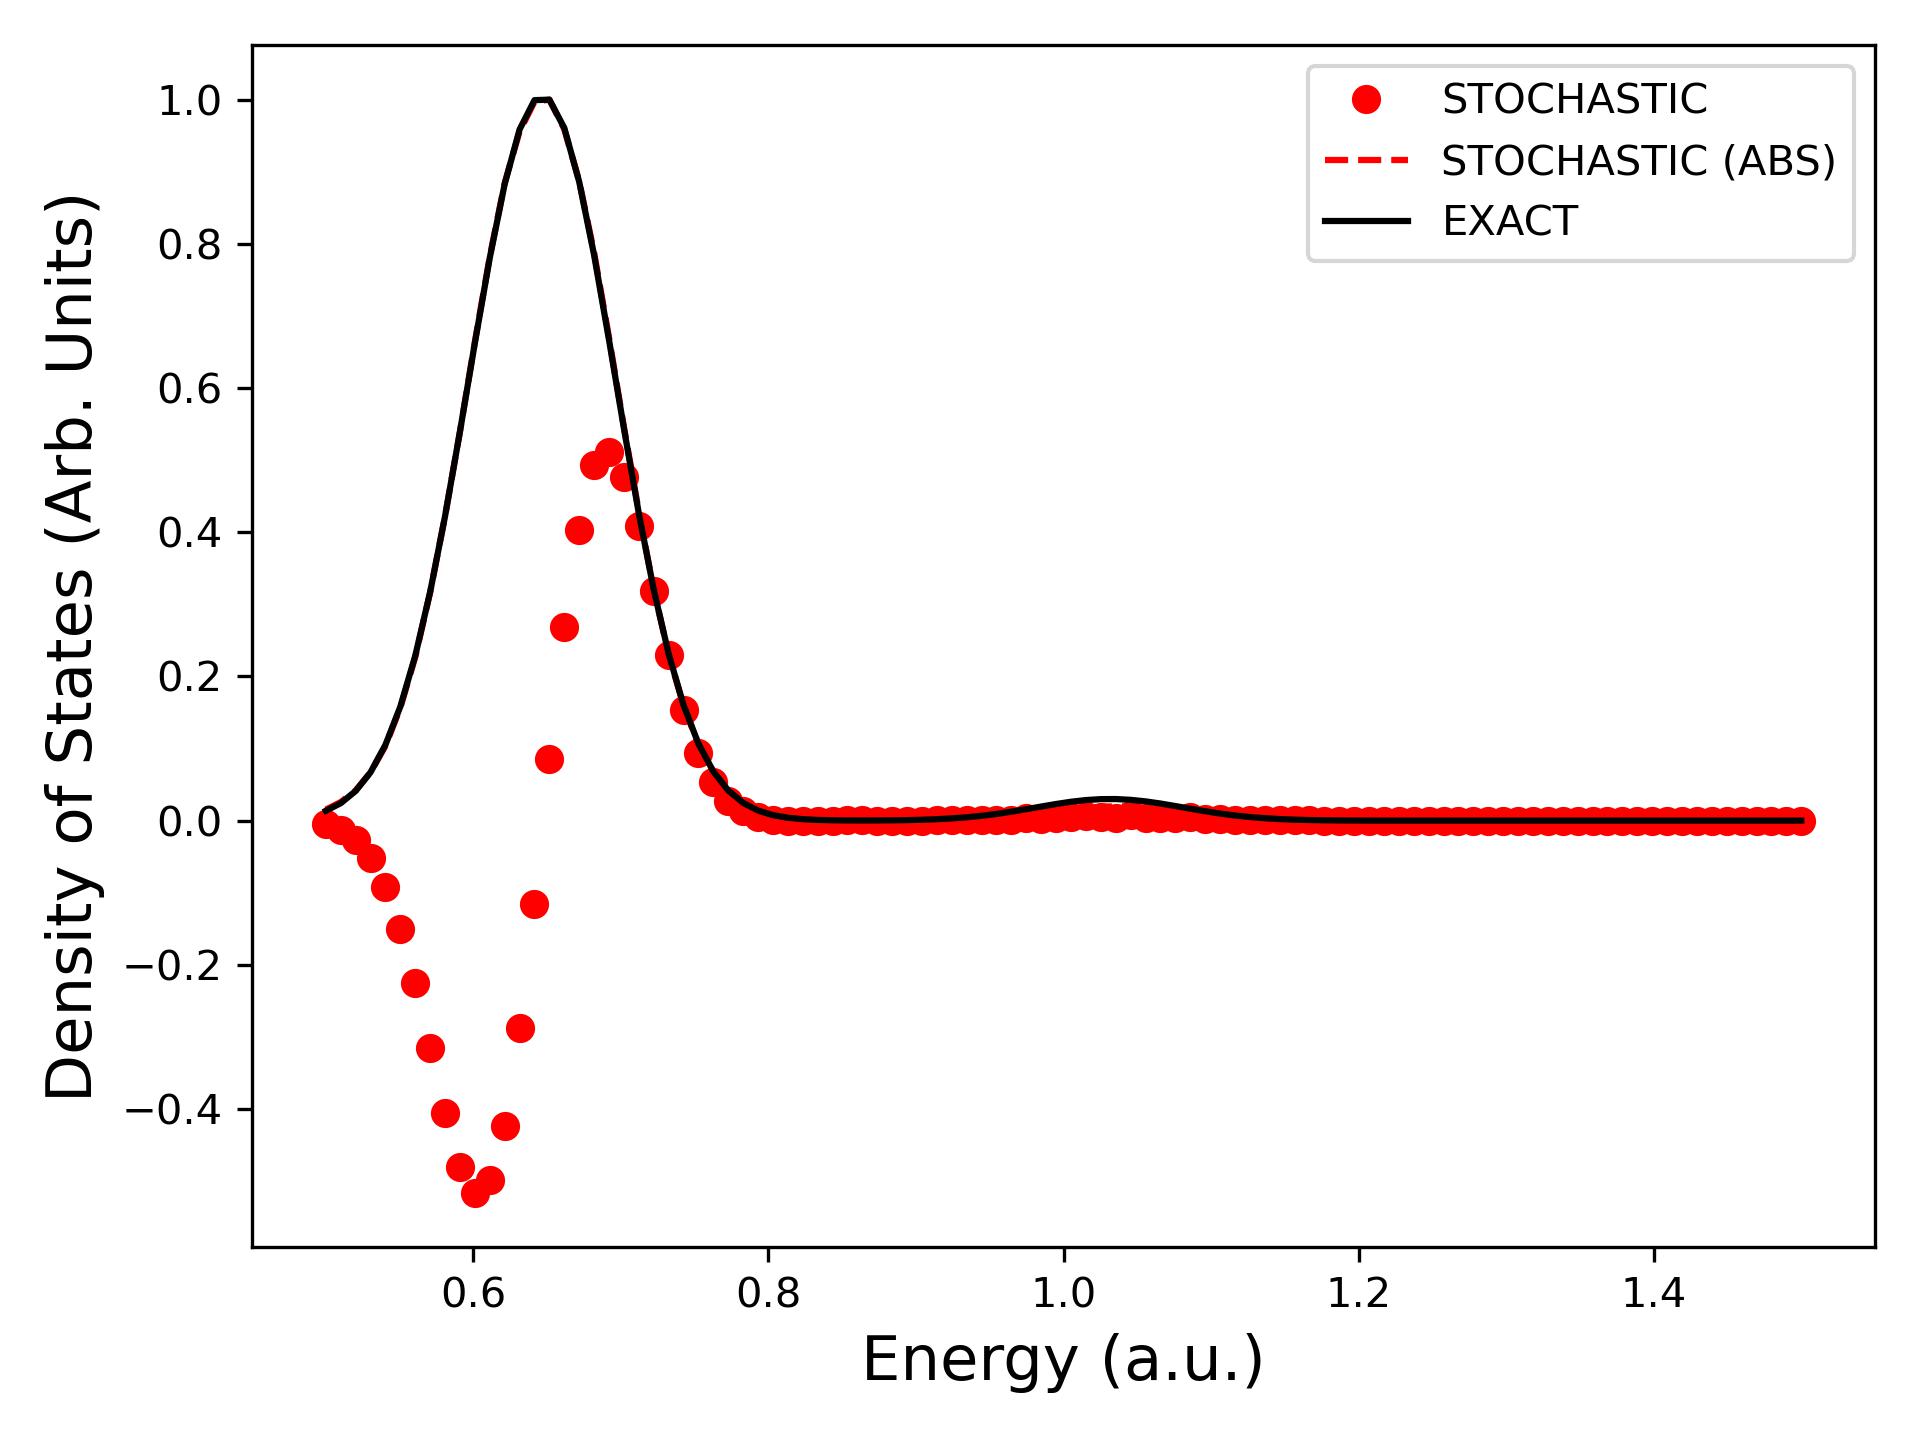 STOCHASTIC
STOCHASTIC (ABS)
EXACT
Density of States (Arb. Units)
1.0
0.8
0.6
0.4
0.2
0.0
−0.2
−0.4
0.6 0.8 1.0 1.2 1.4
Energy (a.u.)